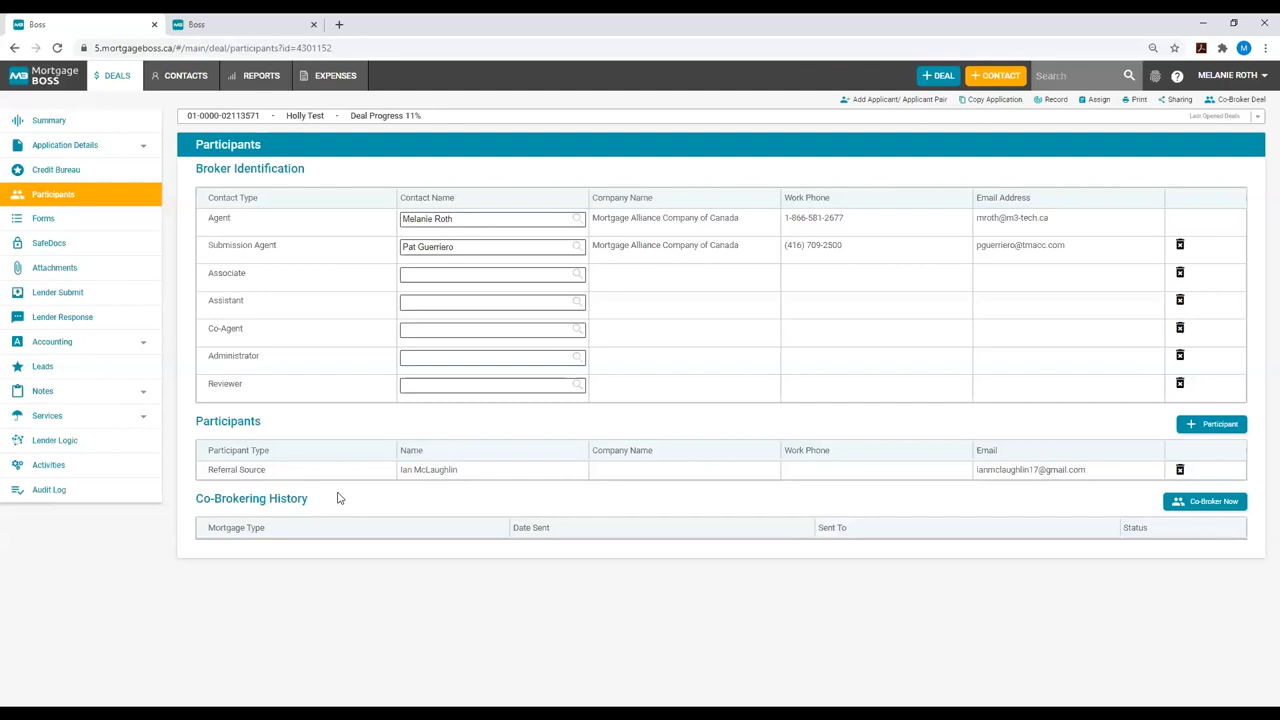 Boss
Boss
5.mortgageboss.ca/#/main/deal/participants?id=4301152
M
M3 Mortgage BOSS
$ DEALS
CONTACTS
REPORTS
EXPENSES
+ DEAL
+ CONTACT
Search
MELANIE ROTH
Add Applicant/ Applicant Pair
Copy Application
Record
Assign
Print
Sharing
Co-Broker Deal
01-0000-02113571 - Holly Test - Deal Progress 11%
Last Opened Deals
Summary
Application Details
Credit Bureau
Participants
Forms
SafeDocs
Attachments
Lender Submit
Lender Response
Accounting
Leads
Notes
Services
Lender Logic
Activities
Audit Log
Participants
Broker Identification
Contact Type Contact Name Company Name Work Phone Email Address
Agent Melanie Roth Mortgage Alliance Company of Canada 1-866-581-2677 mroth@m3-tech.ca
Submission Agent Pat Guerriero Mortgage Alliance Company of Canada (416) 709-2500 pguerriero@tmacc.com
Associate
Assistant
Co-Agent
Administrator
Reviewer
Participants
+ Participant
Participant Type Name Company Name Work Phone Email
Referral Source Ian McLaughlin ianmclaughlin17@gmail.com
Co-Brokering History
Co-Broker Now
Mortgage Type Date Sent Sent To Status